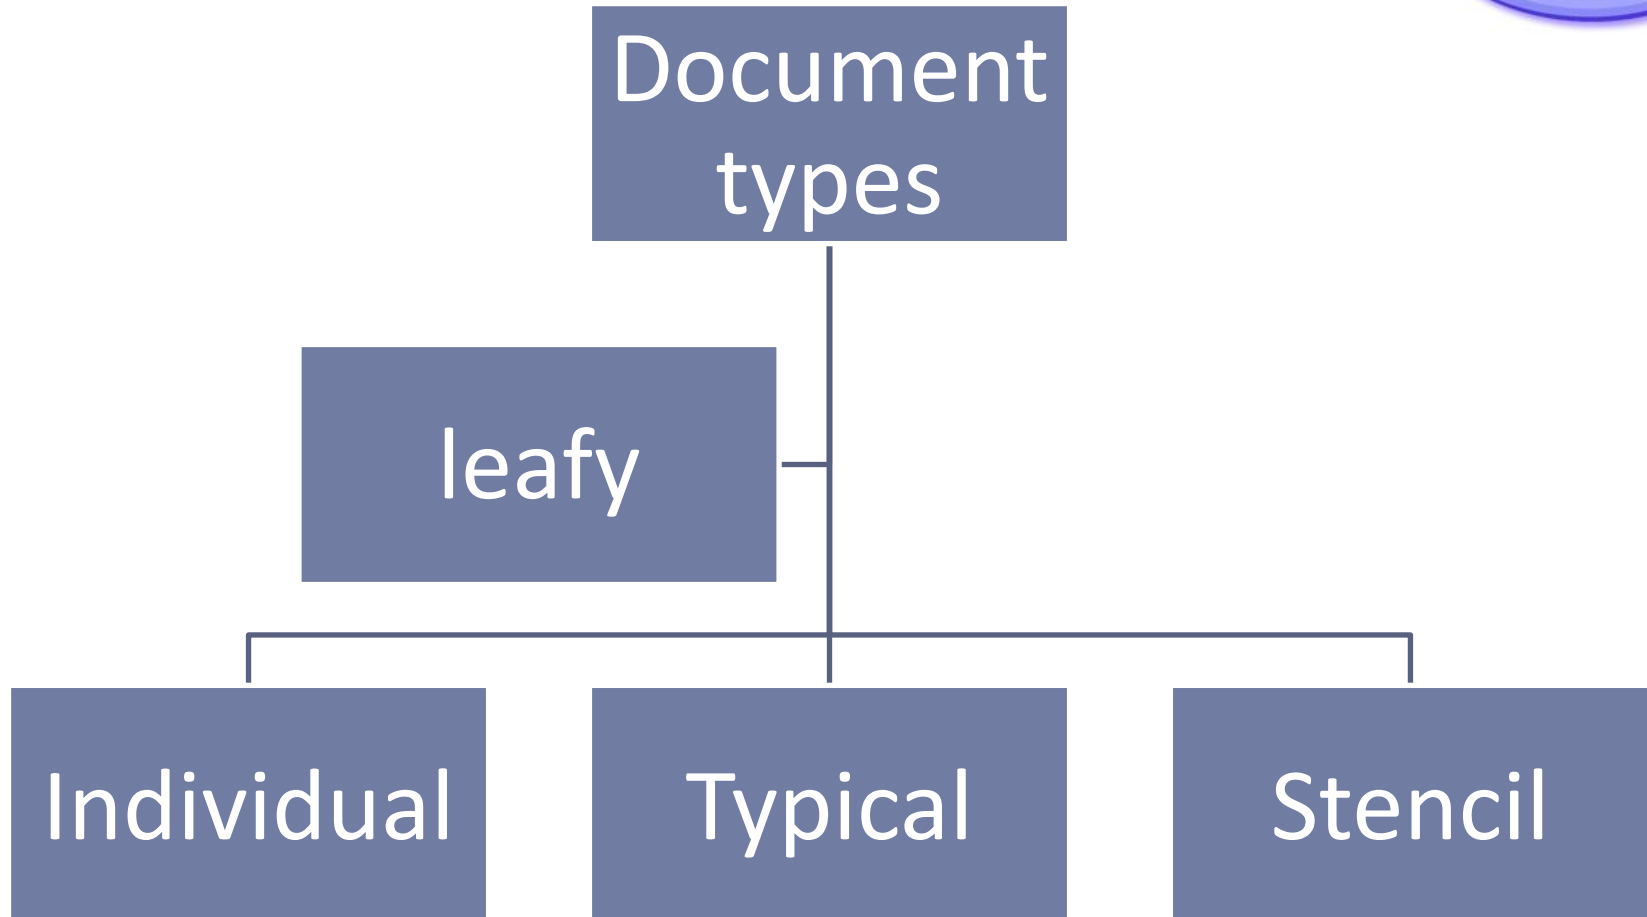 Document
types
leafy
Individual
Typical
Stencil